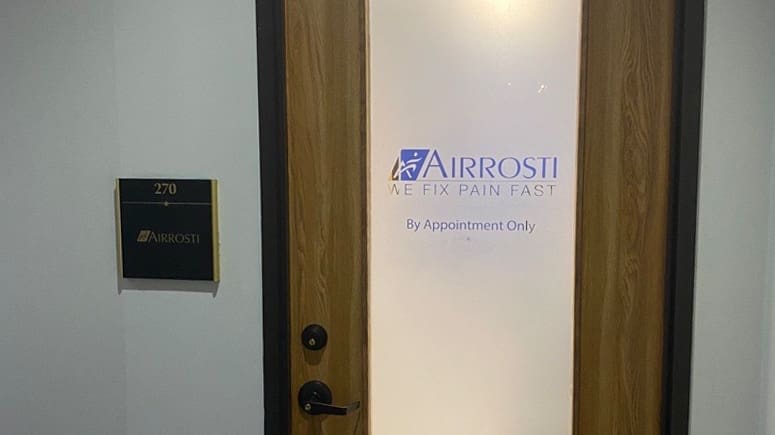 270
AIRROSTI
AIRROSTI
WE FIX PAIN FAST
By Appointment Only